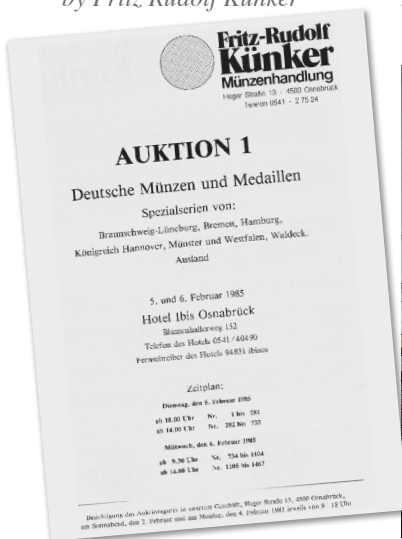 by Fritz Rudolf Künker
Fritz-Rudolf
Künker
Münzenhandlung
Heger Straße 13 · 4500 Osnabrück
Telefon 0541 - 2 75 24
AUKTION 1
Deutsche Münzen und Medaillen
Spezialserien von:
Braunschweig-Lüneburg, Bremen, Hamburg,
Königreich Hannover, Münster und Westfalen, Waldeck.
Ausland
5. und 6. Februar 1985
Hotel Ibis Osnabrück
Blumenhallerweg 152
Telefon des Hotels 0541 / 40490
Fernschreiber des Hotels 94831 ibisos
Zeitplan:
Dienstag, den 5. Februar 1985
ab 10.00 Uhr Nr. 1 bis 281
ab 14.00 Uhr Nr. 282 bis 733
Mittwoch, den 6. Februar 1985
ab 9.30 Uhr Nr. 734 bis 1104
ab 14.00 Uhr Nr. 1105 bis 1467
Besichtigung des Auktionsgutes in unserem Geschäft, Heger Straße 13, 4500 Osnabrück,
am Sonnabend, den 2. Februar und am Montag, den 4. Februar 1985 jeweils von 9 - 18 Uhr